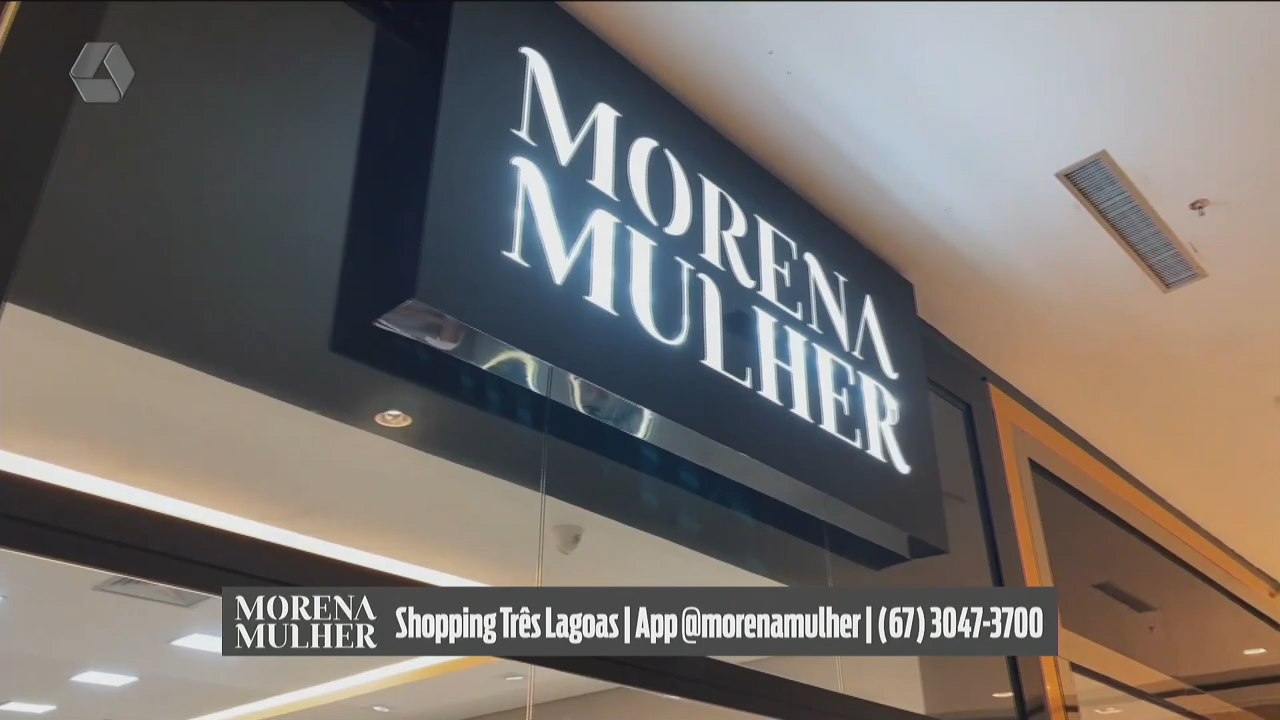 MORENA
MULHER
MORENA
MULHER
Shopping Três Lagoas | App @morenamulher | (67) 3047-3700